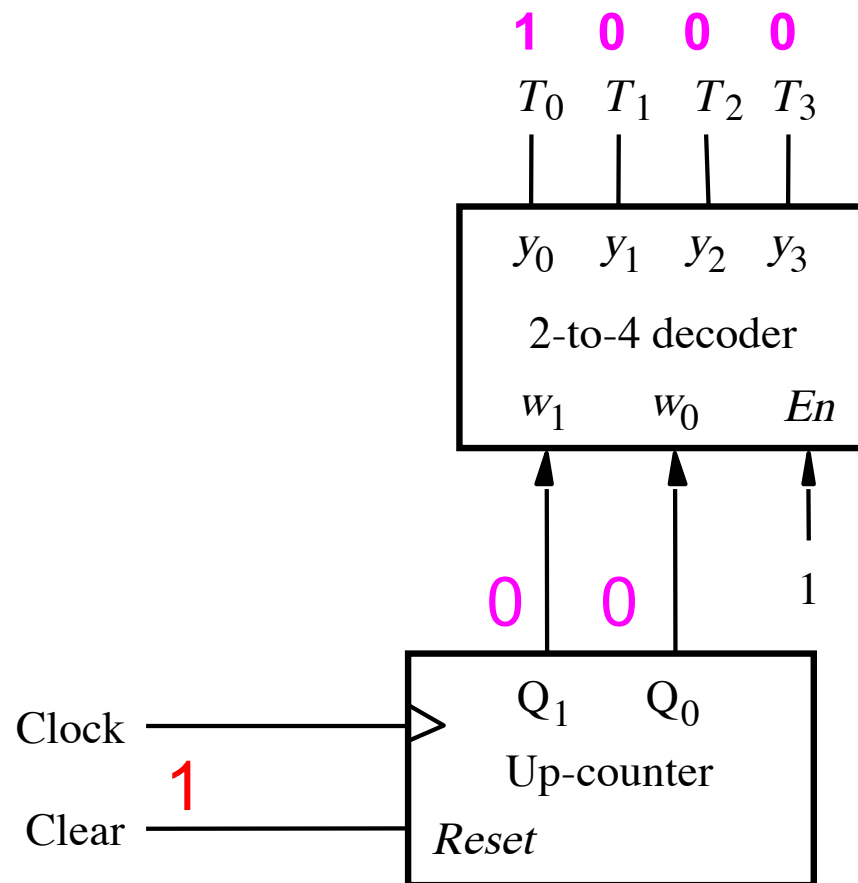 1 0 0 0
T0 T1 T2 T3
y0 y1 y2 y3
2-to-4 decoder
w1 w0 En
0 0 1
Q1 Q0
Clock
Up-counter
1
Clear
Reset